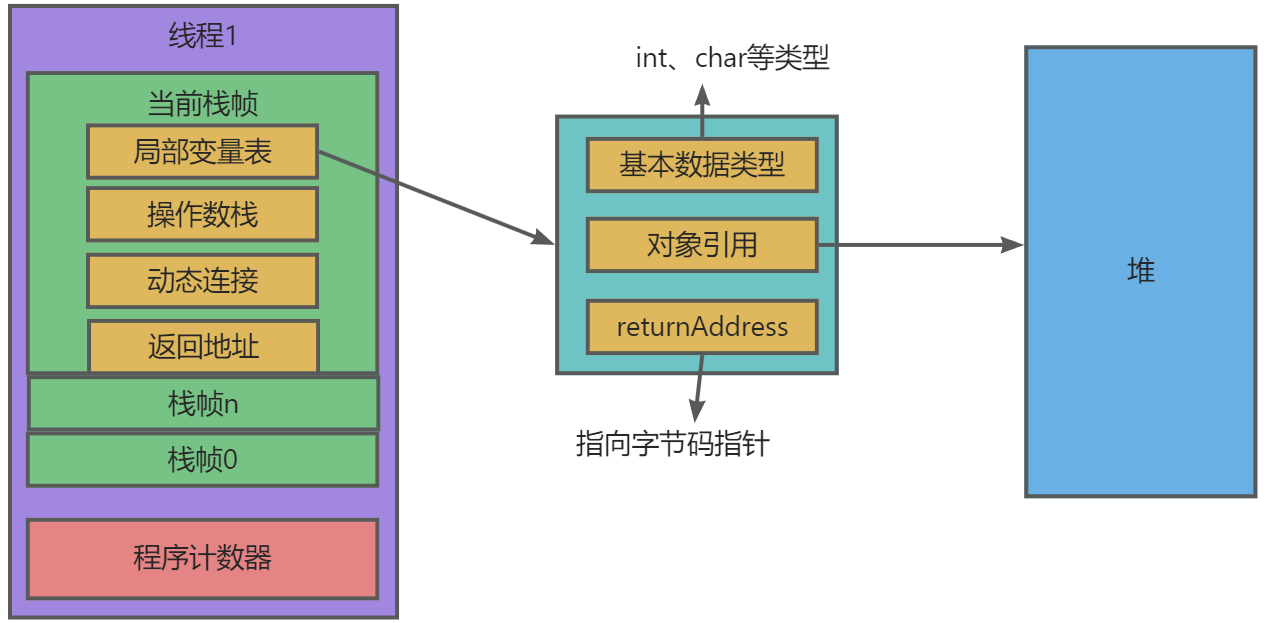 线程1
当前栈帧
局部变量表
操作数栈
动态连接
返回地址
栈帧n
栈帧0
程序计数器
int、char等类型
基本数据类型
对象引用
returnAddress
指向字节码指针
堆